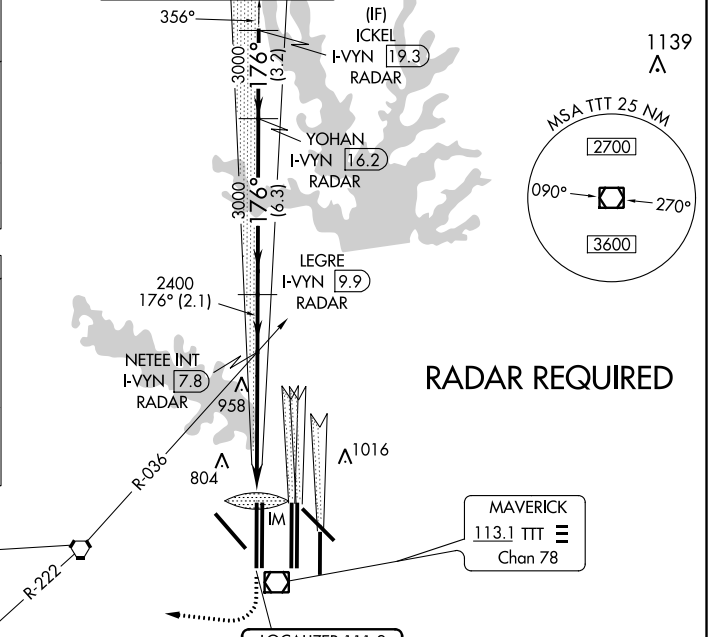 356°
(IF)
ICKEL
I-VYN 19.3
RADAR
3000
176°
(3.2)
1139
MSA TTT 25 NM
2700
090°
270°
3600
YOHAN
I-VYN 16.2
RADAR
3000
176°
(6.3)
LEGRE
I-VYN 9.9
RADAR
2400
176° (2.1)
NETEE INT
I-VYN 7.8
RADAR
958
RADAR REQUIRED
1016
804
R-036
IM
MAVERICK
113.1 TTT
Chan 78
R-222